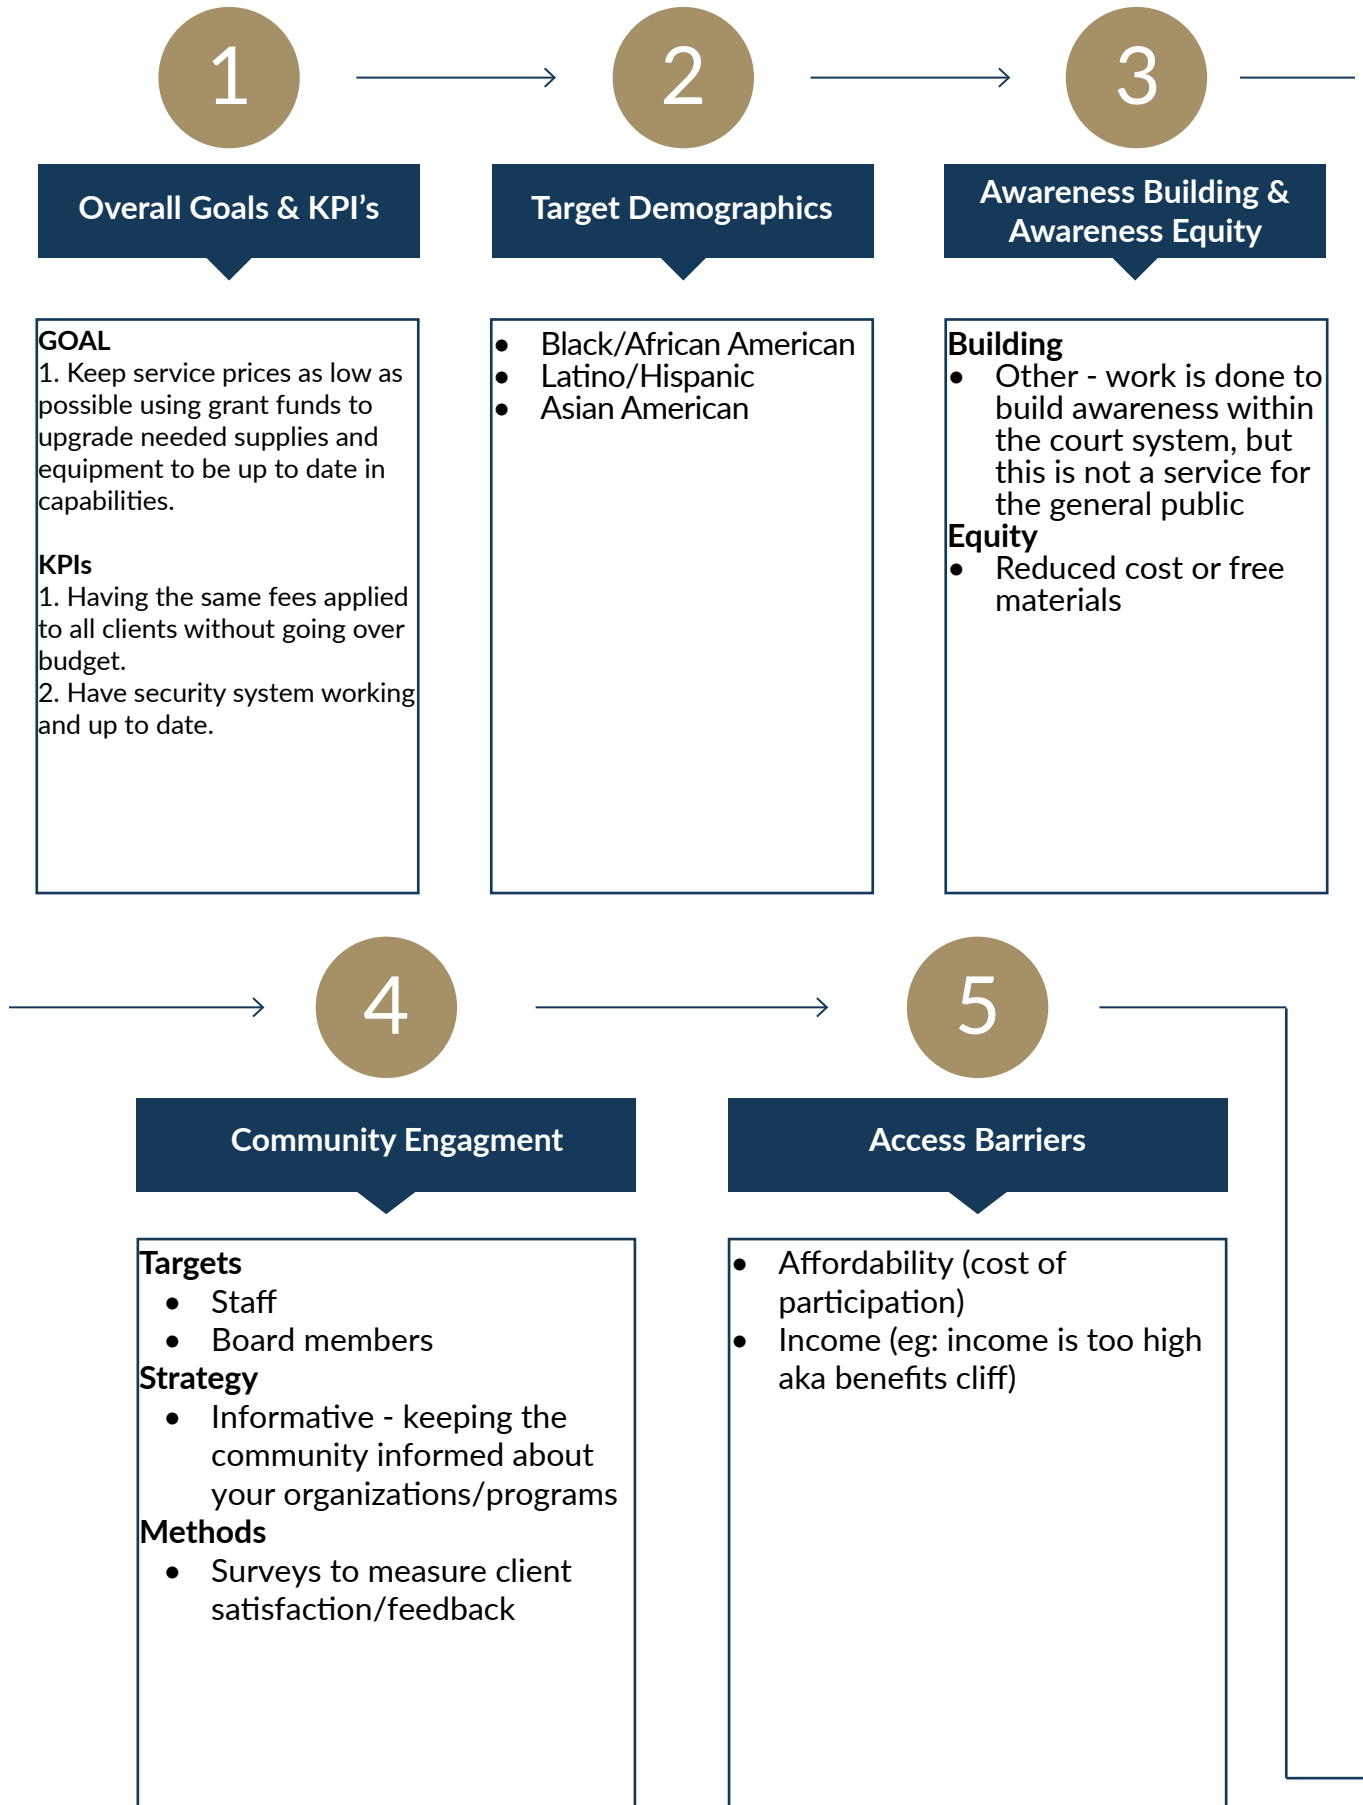 1
2
3
Overall Goals & KPI’s
Target Demographics
Awareness Building &
Awareness Equity
GOAL
1. Keep service prices as low as
possible using grant funds to
upgrade needed supplies and
equipment to be up to date in
capabilities.
KPIs
1. Having the same fees applied
to all clients without going over
budget.
2. Have security system working
and up to date.
• Black/African American
• Latino/Hispanic
• Asian American
Building
• Other - work is done to
build awareness within
the court system, but
this is not a service for
the general public
Equity
• Reduced cost or free
materials
4
5
Community Engagment
Access Barriers
Targets
• Staff
• Board members
Strategy
• Informative - keeping the
community informed about
your organizations/programs
Methods
• Surveys to measure client
satisfaction/feedback
• Affordability (cost of
participation)
• Income (eg: income is too high
aka benefits cliff)